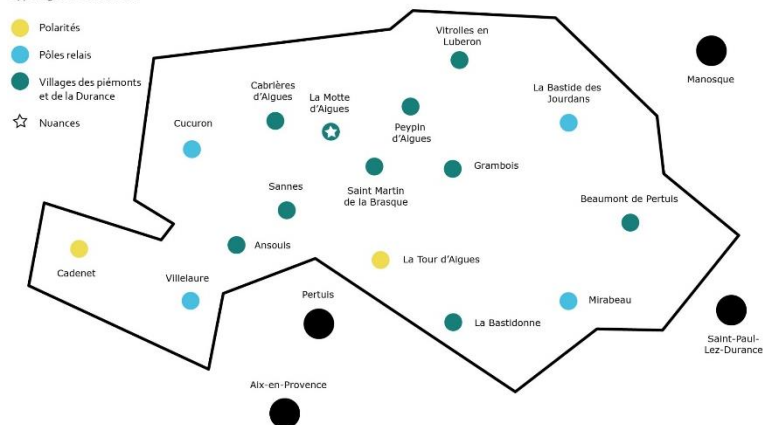 Polarités
Pôles relais
Villages des piémonts
et de la Durance
Nuances
Vitrolles en
Luberon
Manosque
Cabrières
d'Aigues
La Motte
d'Aigues
La Bastide des
Jourdans
Cucuron
Peypin
d'Aigues
Grambois
Sannes
Saint Martin
de la Brasque
Beaumont de Pertuis
Ansouis
La Tour d'Aigues
Cadenet
Villelaure
Pertuis
Mirabeau
La Bastidonne
Saint-Paul-
Lez-Durance
Aix-en-Provence